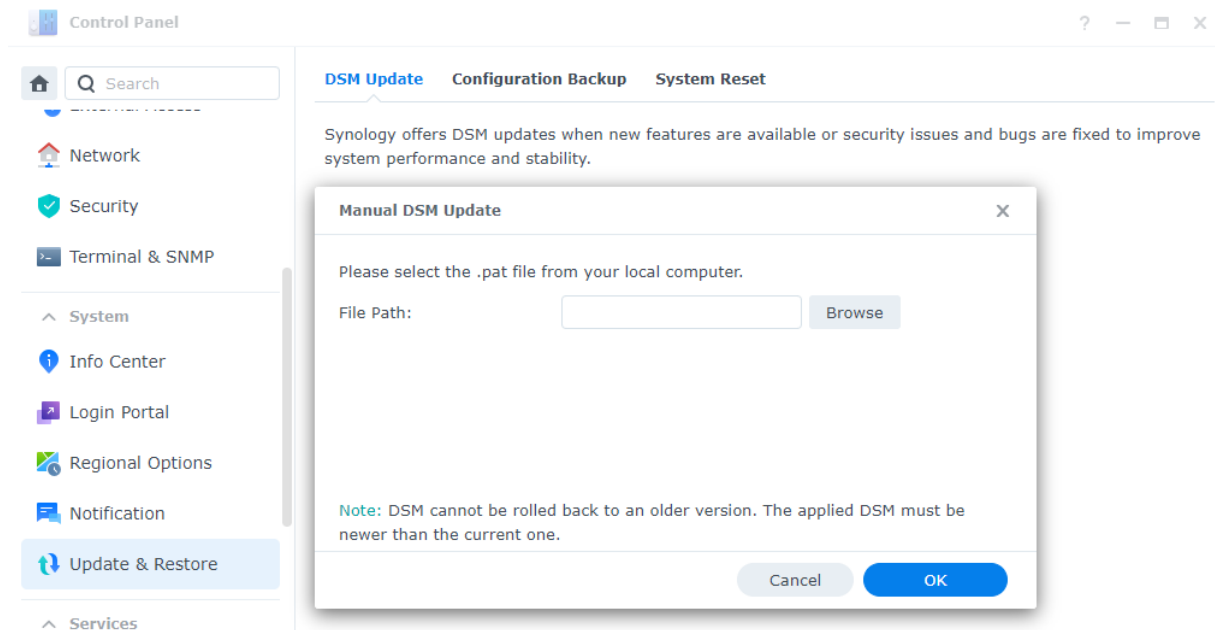 Control Panel
Search
DSM Update
Configuration Backup
System Reset
Network
Security
Terminal & SNMP
System
Info Center
Login Portal
Regional Options
Notification
Update & Restore
Services
Synology offers DSM updates when new features are available or security issues and bugs are fixed to improve
system performance and stability.
Manual DSM Update
Please select the .pat file from your local computer.
File Path:
Browse
Note: DSM cannot be rolled back to an older version. The applied DSM must be
newer than the current one.
Cancel
OK